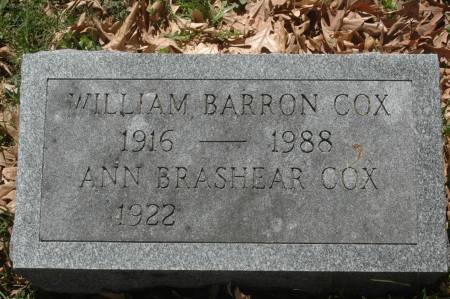 WILLIAM BARRON COX
1916 — 1988
ANN BRASHEAR COX
1922